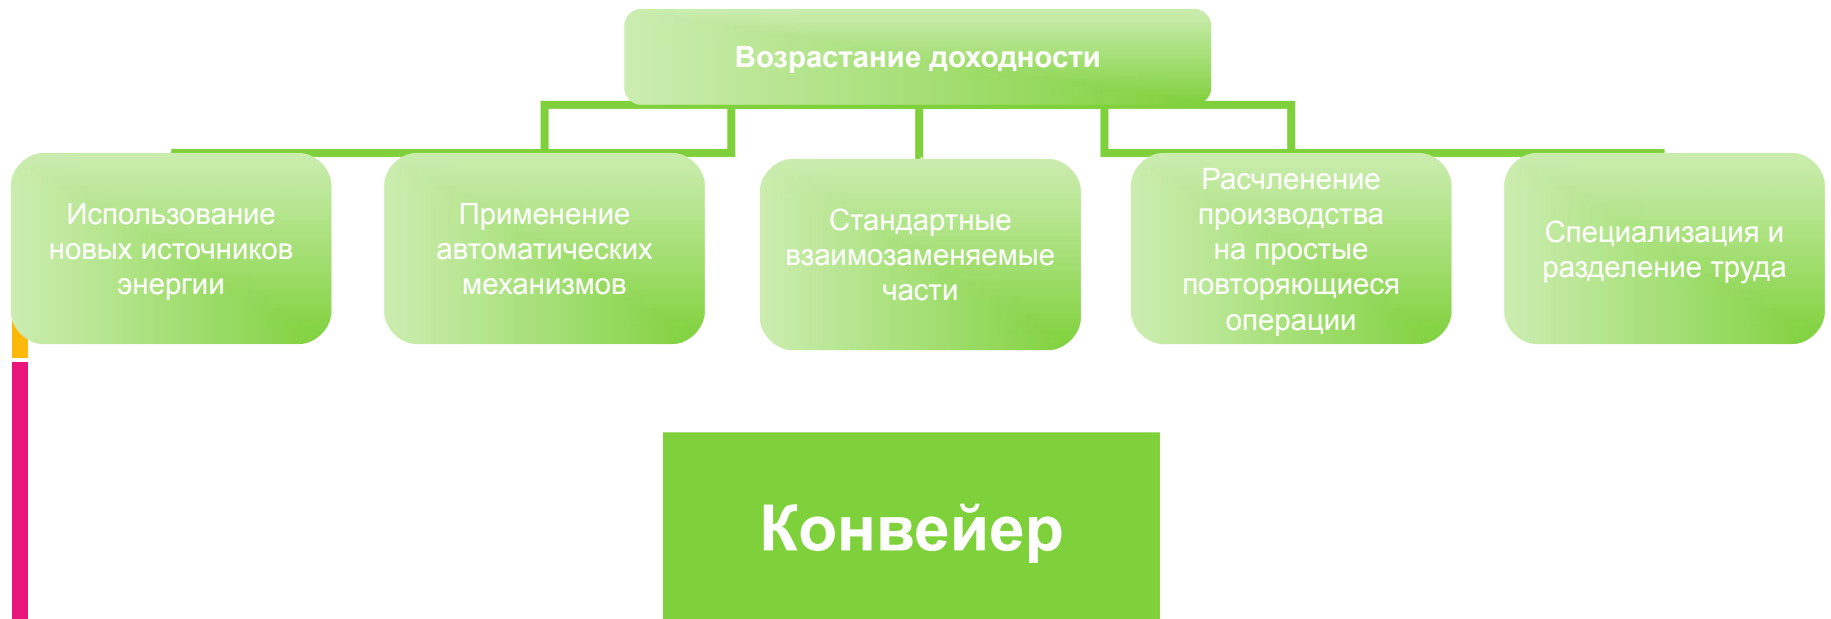 Возрастание доходности
Использование
новых источников
энергии
Применение
автоматических
механизмов
Стандартные
взаимозаменяемые
части
Расчленение
производства
на простые
повторяющиеся
операции
Специализация и
разделение труда
Конвейер